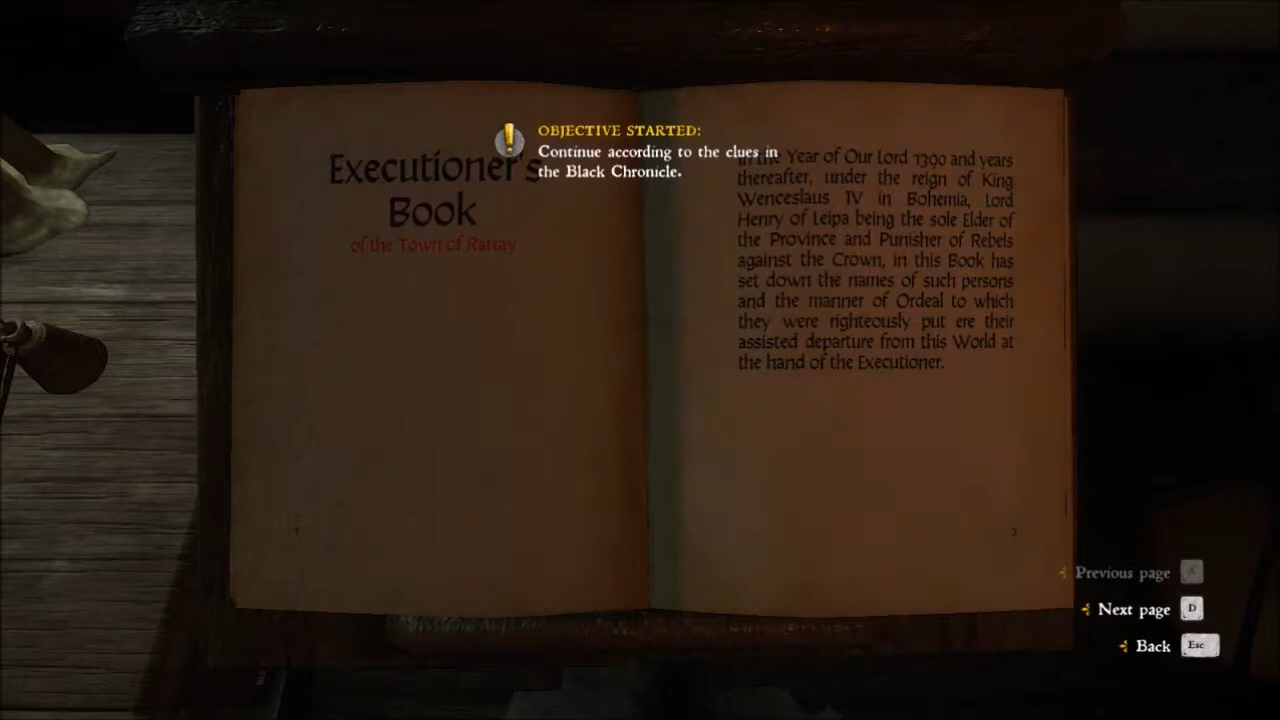 OBJECTIVE STARTED:
Continue according to the clues in
the Black Chronicle.
Executioner's
Book
of the Town of Rattay
In the Year of Our Lord 1390 and years
thereafter, under the reign of King
Wenceslaus IV in Bohemia, Lord
Henry of Leipa being the sole Elder of
the Province and Punisher of Rebels
against the Crown, in this Book has
set down the names of such persons
and the manner of Ordeal to which
they were righteously put ere their
assisted departure from this World at
the hand of the Executioner.
1
2
Previous page A
Next page D
Back Esc